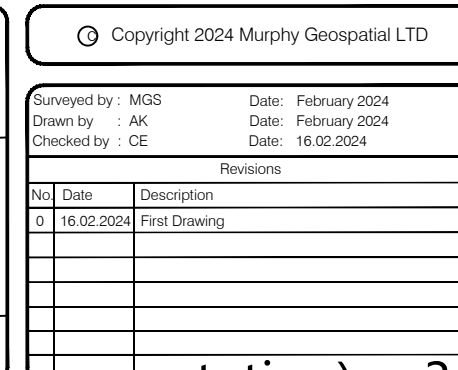 © Copyright 2024 Murphy Geospatial LTD
Surveyed by : MGS Date: February 2024
Drawn by : AK Date: February 2024
Checked by : CE Date: 16.02.2024
Revisions
No. Date Description
0 16.02.2024 First Drawing